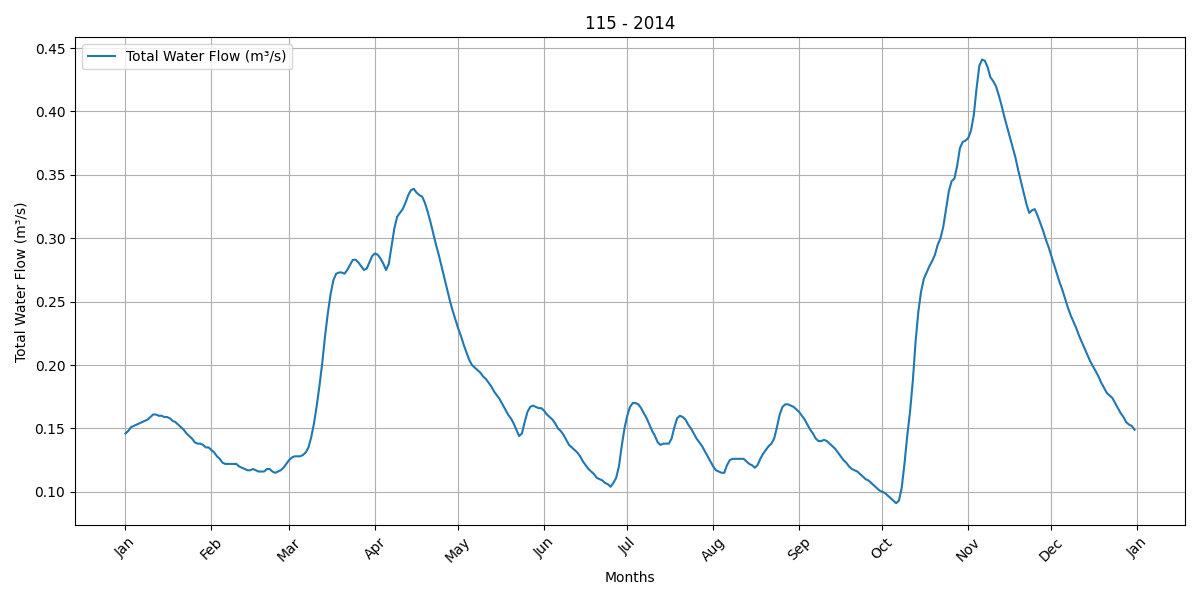 115 - 2014
Total Water Flow (m³/s)
Total Water Flow (m³/s)
0.45
0.40
0.35
0.30
0.25
0.20
0.15
0.10
Jan Feb Mar Apr May Jun Jul Aug Sep Oct Nov Dec Jan
Months